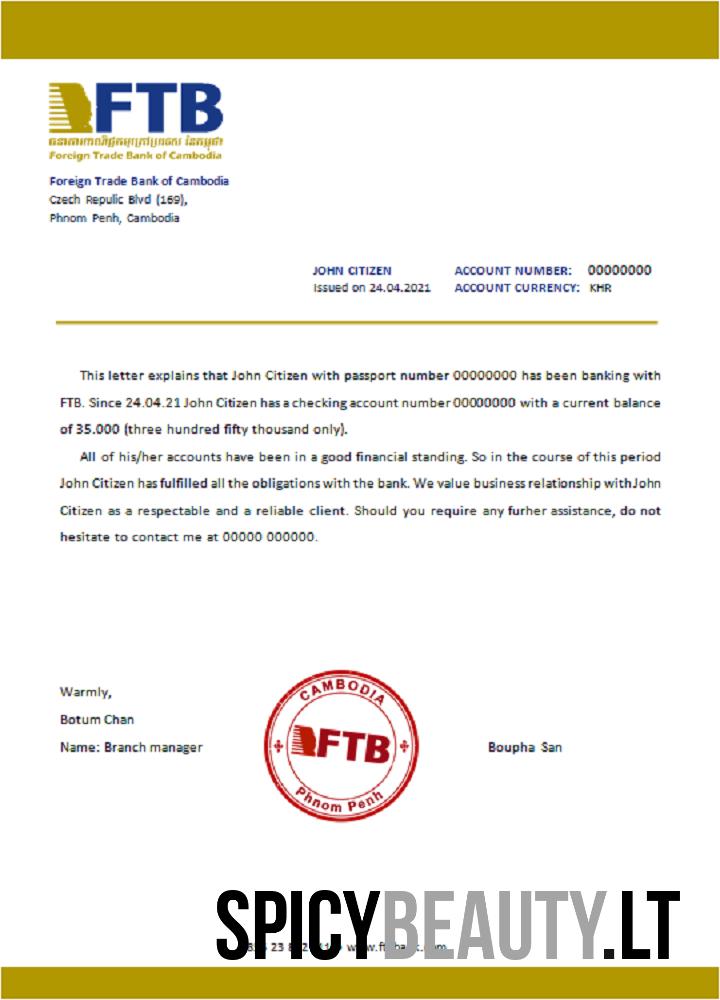 FTB
ធនាគារពាណិជ្ជកម្មក្រៅប្រទេស នៃកម្ពុជា
Foreign Trade Bank of Cambodia
Foreign Trade Bank of Cambodia
Czech Repulic Blvd (169),
Phnom Penh, Cambodia
JOHN CITIZEN ACCOUNT NUMBER: 00000000
Issued on 24.04.2021 ACCOUNT CURRENCY: KHR
This letter explains that John Citizen with passport number 00000000 has been banking with
FTB. Since 24.04.21 John Citizen has a checking account number 00000000 with a current balance
of 35.000 (three hundred fifty thousand only).
All of his/her accounts have been in a good financial standing. So in the course of this period
John Citizen has fulfilled all the obligations with the bank. We value business relationship with John
Citizen as a respectable and a reliable client. Should you require any furher assistance, do not
hesitate to contact me at 00000 000000.
Warmly,
Botum Chan
Name: Branch manager
CAMBODIA
FTB
Phnom Penh
Boupha San
SPICYBEAUTY.LT